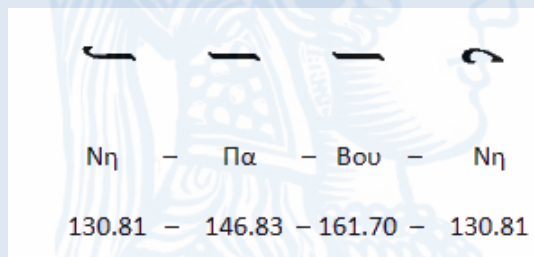 Νη – Πα – Βου – Νη
130.81 – 146.83 – 161.70 – 130.81